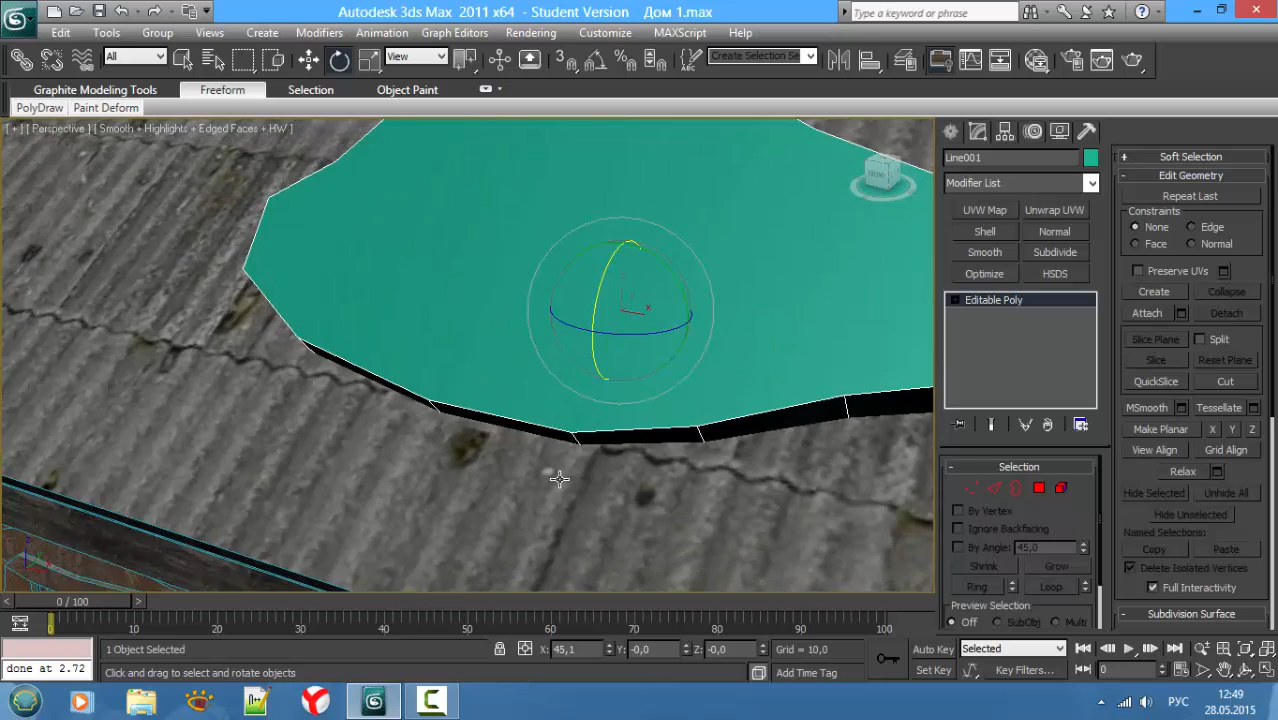 Autodesk 3ds Max 2011 x64 - Student Version Дом 1.max
Type a keyword or phrase
Edit Tools Group Views Create Modifiers Animation Graph Editors Rendering Customize MAXScript Help
All View Create Selection Se
Graphite Modeling Tools Freeform Selection Object Paint
PolyDraw Paint Deform
[ + ] [ Perspective ] [ Smooth + Highlights + Edged Faces + HW ]
Line001
Modifier List
UVW Map Unwrap UVW
Shell Normal
Smooth Subdivide
Optimize HSDS
Editable Poly
Selection
By Vertex
Ignore Backfacing
By Angle: 45,0
Shrink Grow
Ring Loop
Preview Selection
Off SubObj Multi
Soft Selection
Edit Geometry
Repeat Last
Constraints
None Edge
Face Normal
Preserve UVs
Create Collapse
Attach Detach
Slice Plane Split
Slice Reset Plane
QuickSlice Cut
MSmooth Tessellate
Make Planar X Y Z
View Align Grid Align
Relax
Hide Selected Unhide All
Hide Unselected
Named Selections:
Copy Paste
Delete Isolated Vertices
Full Interactivity
Subdivision Surface
x
0 / 100
0 10 20 30 40 50 60 70 80 90 100
1 Object Selected X: 45,1 Y: -0,0 Z: -0,0 Grid = 10,0 Auto Key Selected
done at 2.72 Click and drag to select and rotate objects Add Time Tag Set Key Key Filters... 0
РУС
12:49
28.05.2015